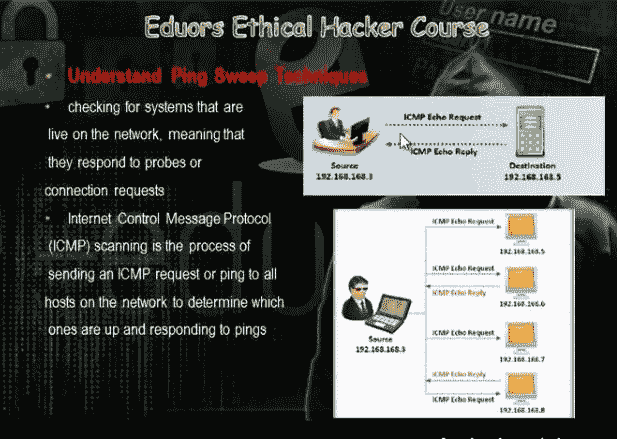 User name
Eduors Ethical Hacker Course
• Understand Ping Sweep Techniques
• checking for systems that are
live on the network, meaning that
they respond to probes or
connection requests
• Internet Control Message Protocol
(ICMP) scanning is the process of
sending an ICMP request or ping to all
hosts on the network to determine which
ones are up and responding to pings
ICMP Echo Request
ICMP Echo Reply
Source
192.168.168.3
Destination
192.168.168.5
ICMP Echo Request
192.168.168.5
ICMP Echo Request
ICMP Echo Reply
192.168.168.6
Source
192.168.168.3
ICMP Echo Request
192.168.168.7
ICMP Echo Reply
ICMP Echo Request
192.168.168.8